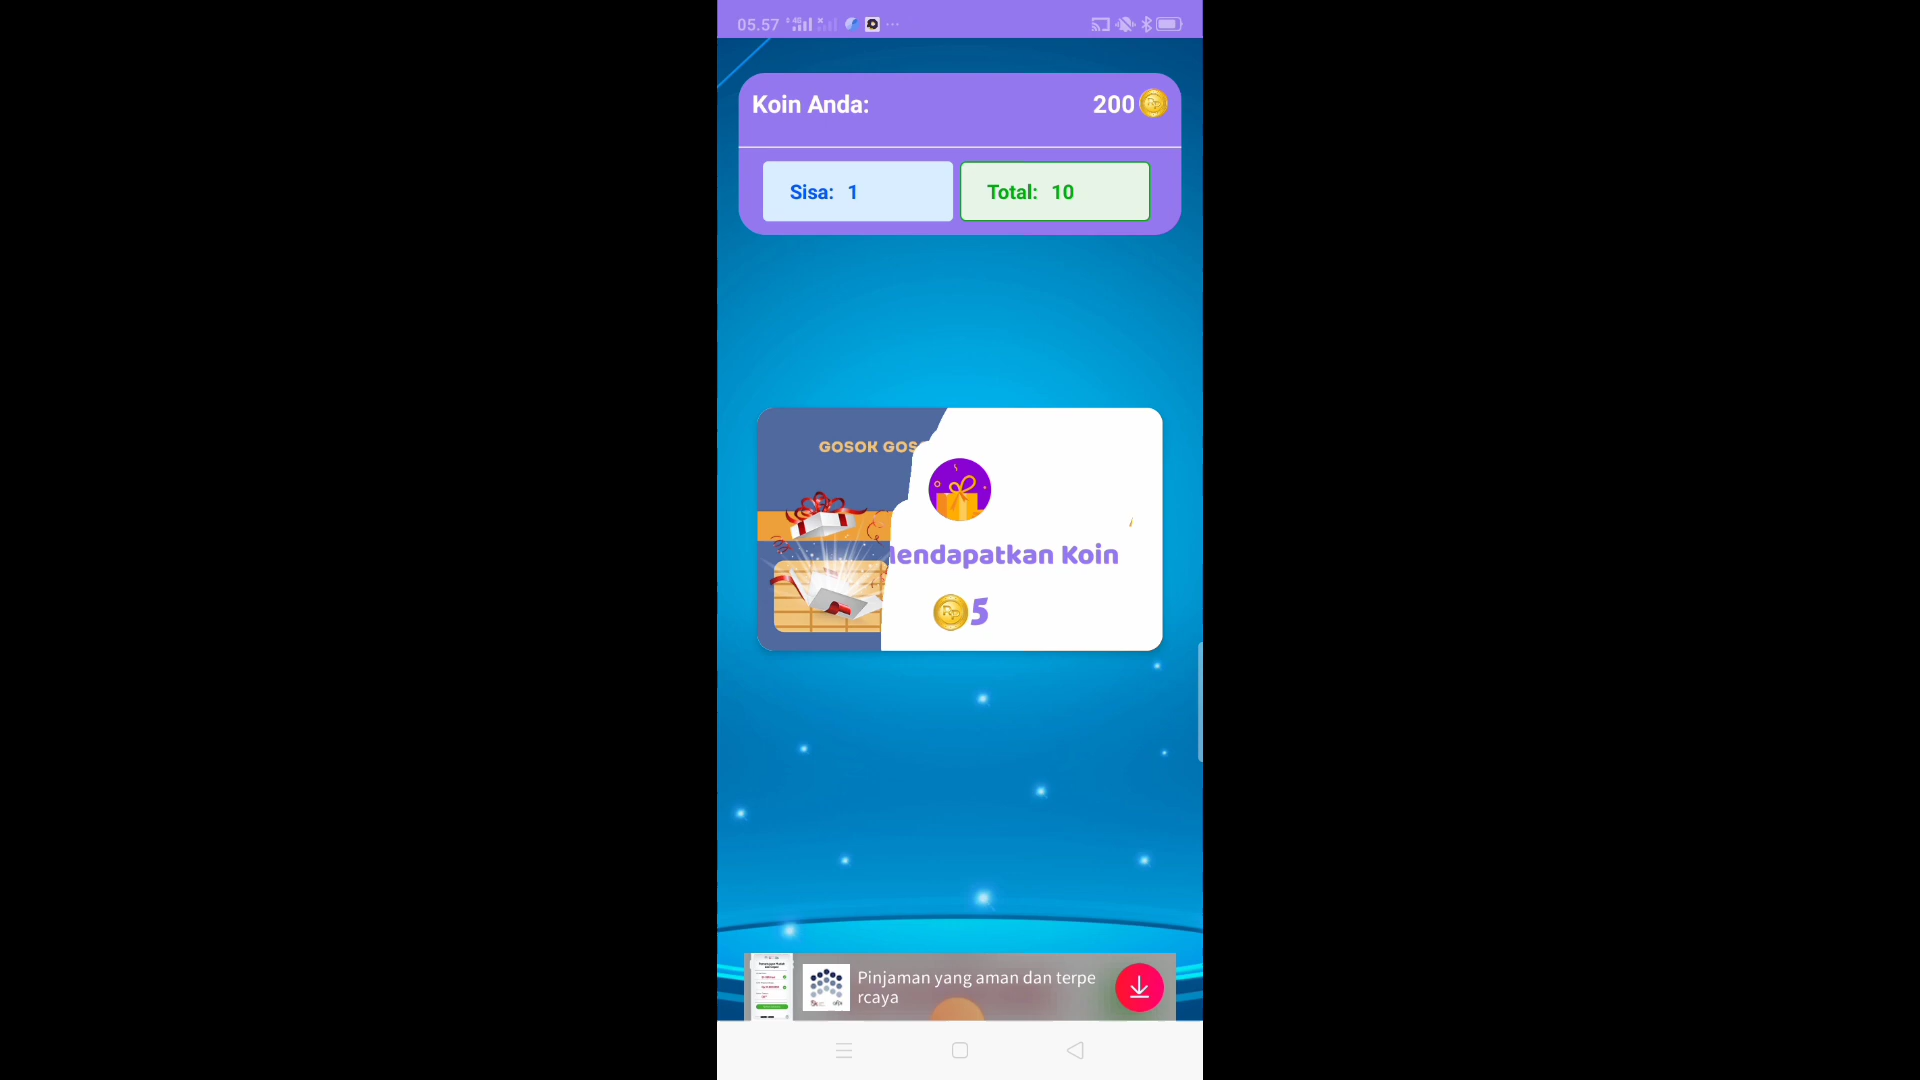 05.57
Koin Anda:
200
Sisa: 1
Total: 10
GOSOK GOS
endapatkan Koin
5
Pinjaman yang aman dan terpe
rcaya